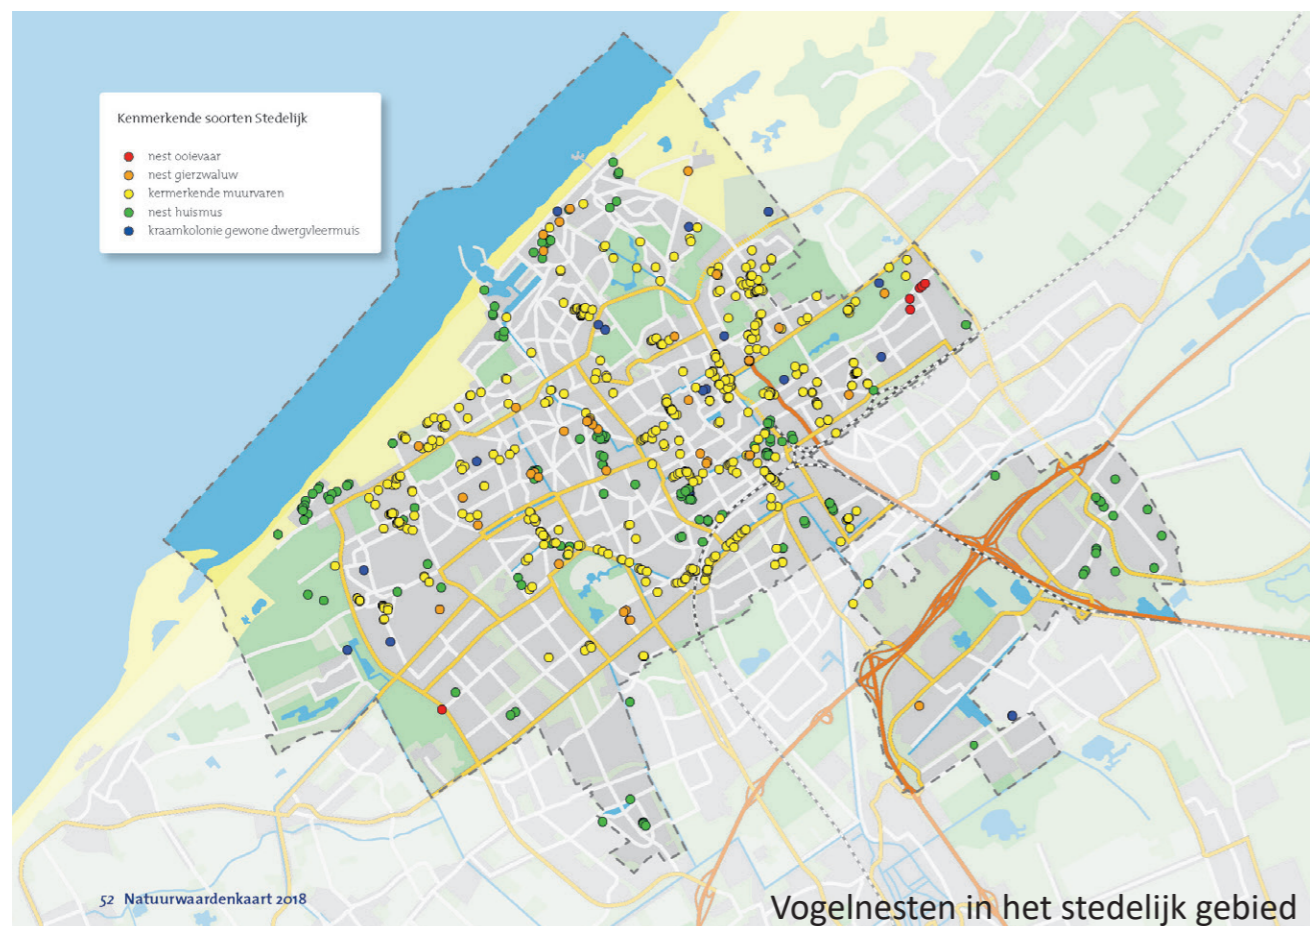 Kenmerkende soorten Stedelijk
nest ooievaar
nest gierzwaluw
kermerkende muurvaren
nest huismus
kraamkolonie gewone dwergvleermuis
52 Natuurwaardenkaart 2018
Vogelnesten in het stedelijk gebied